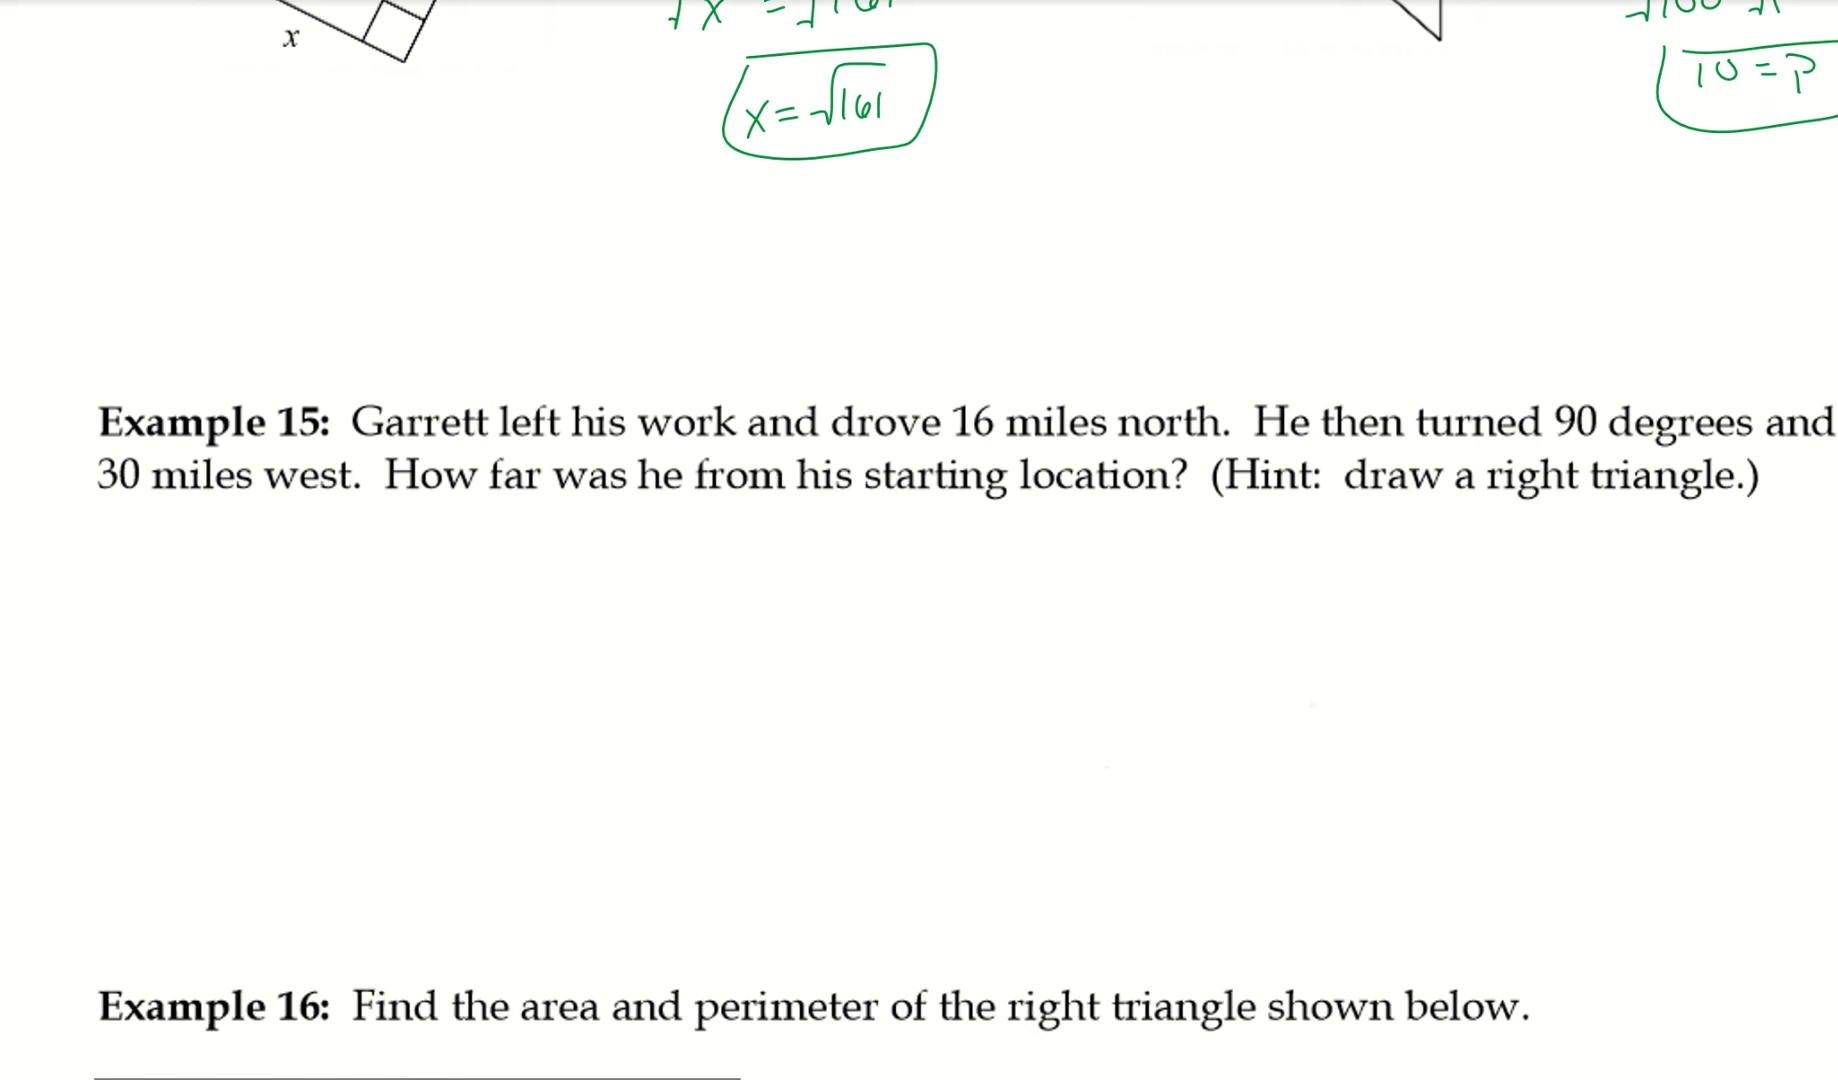 x
x = √161
10 = p
Example 15: Garrett left his work and drove 16 miles north. He then turned 90 degrees and
30 miles west. How far was he from his starting location? (Hint: draw a right triangle.)
Example 16: Find the area and perimeter of the right triangle shown below.